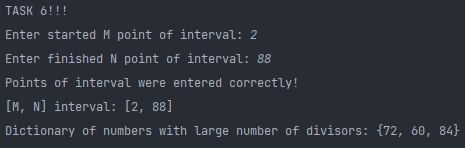 TASK 6!!!
Enter started M point of interval: 2
Enter finished N point of interval: 88
Points of interval were entered correctly!
[M, N] interval: [2, 88]
Dictionary of numbers with large number of divisors: {72, 60, 84}